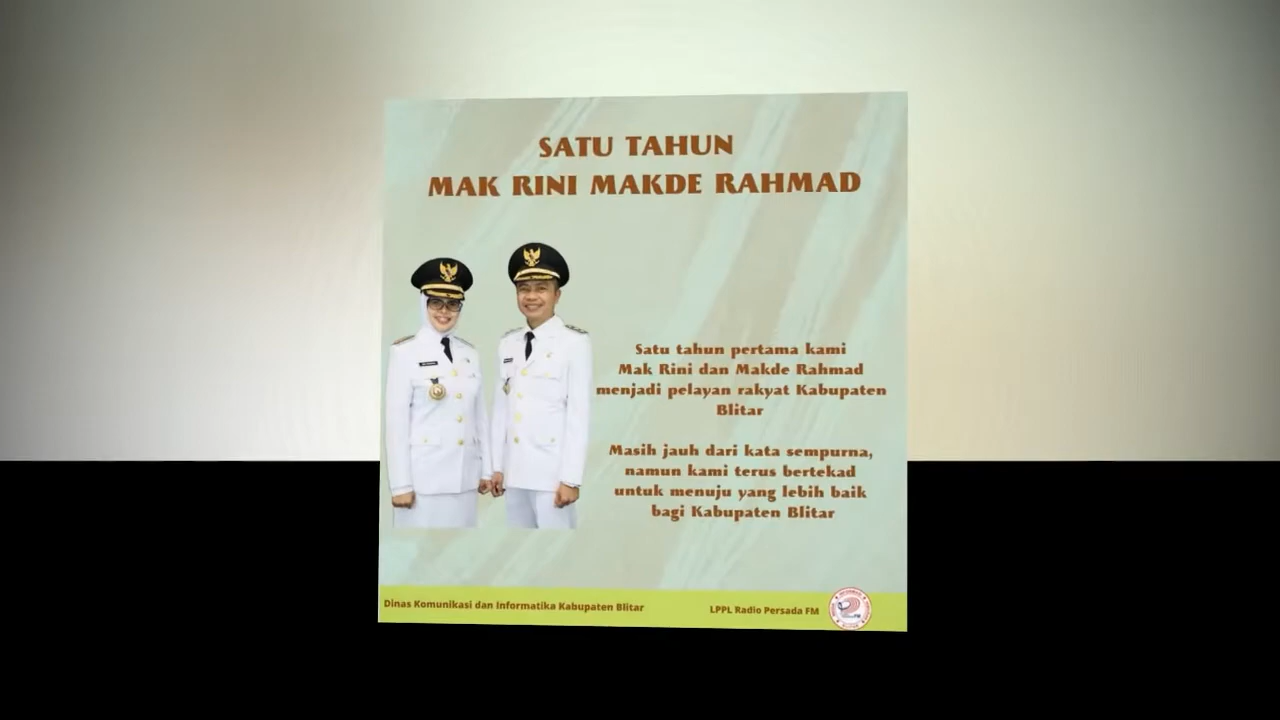 SATU TAHUN
MAK RINI MAKDE RAHMAD
Satu tahun pertama kami
Mak Rini dan Makde Rahmad
menjadi pelayan rakyat Kabupaten
Blitar
Masih jauh dari kata sempurna,
namun kami terus bertekad
untuk menuju yang lebih baik
bagi Kabupaten Blitar
Dinas Komunikasi dan Informatika Kabupaten Blitar
LPPL Radio Persada FM